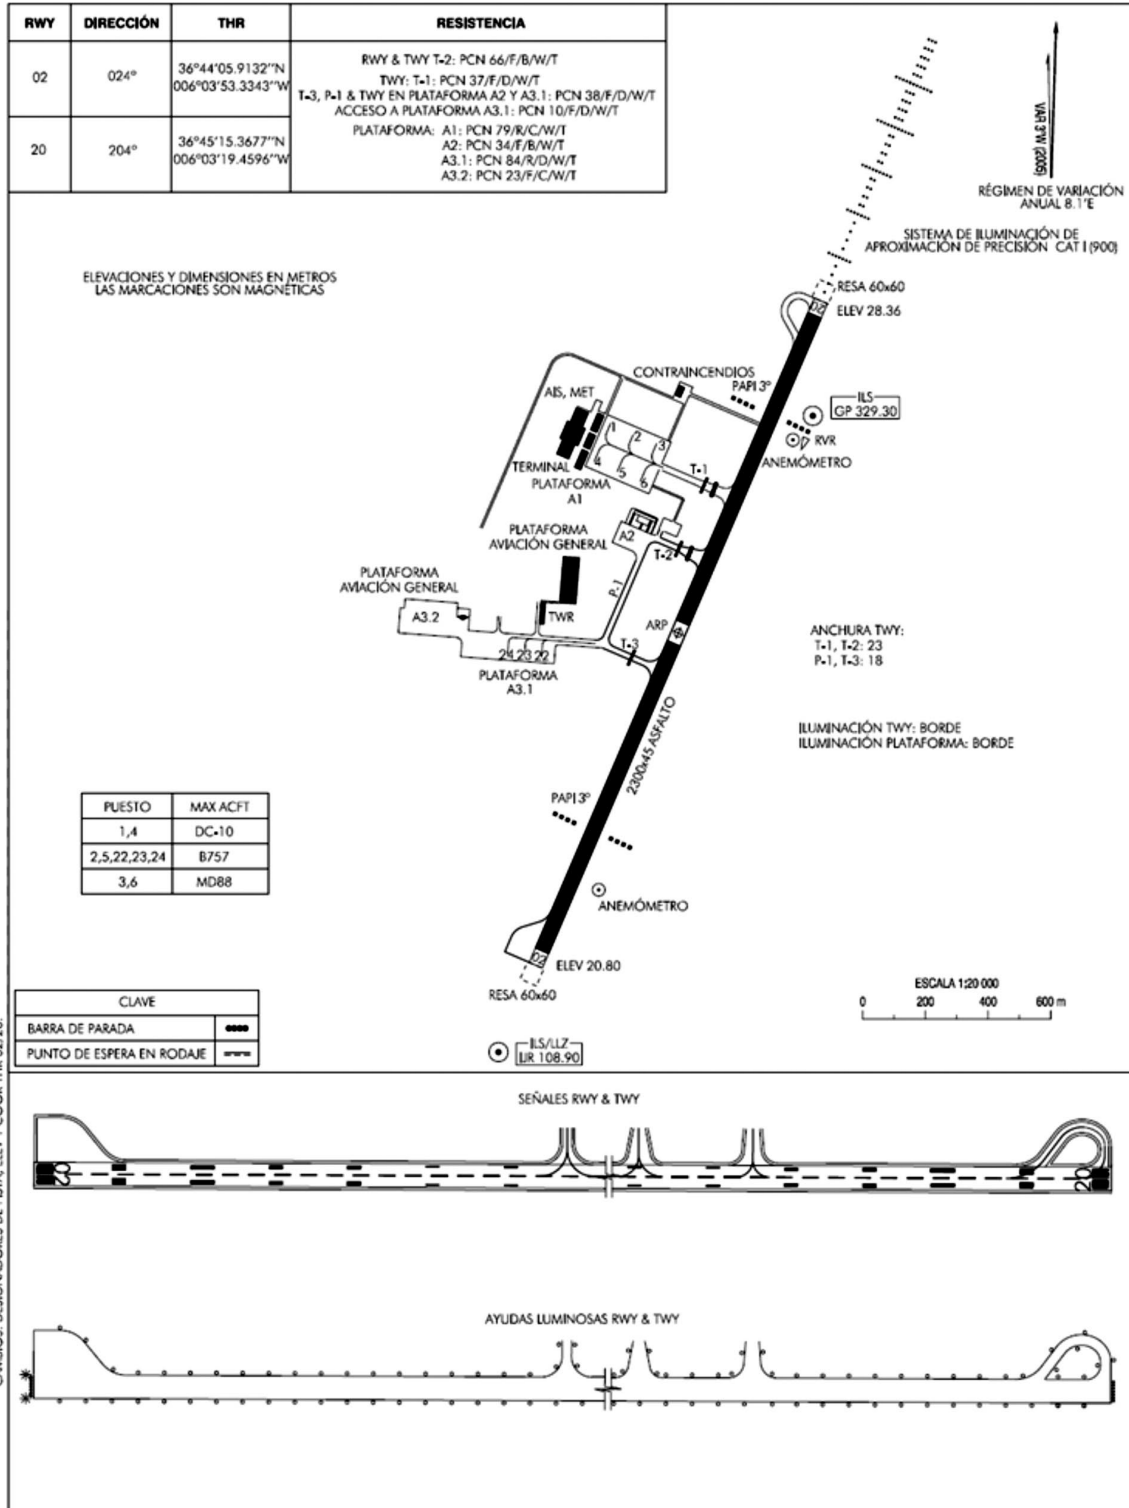 RWY DIRECCIÓN THR RESISTENCIA
02 024° 36°44'05.9132''N
006°03'53.3343''W
20 204° 36°45'15.3677''N
006°03'19.4596''W
RWY & TWY T-2: PCN 66/F/B/W/T
TWY: T-1: PCN 37/F/D/W/T
T-3, P-1 & TWY EN PLATAFORMA A2 Y A3.1: PCN 38/F/D/W/T
ACCESO A PLATAFORMA A3.1: PCN 10/F/D/W/T
PLATAFORMA: A1: PCN 79/R/C/W/T
A2: PCN 34/F/B/W/T
A3.1: PCN 84/R/D/W/T
A3.2: PCN 23/F/C/W/T
VAR 3°W (2005)
RÉGIMEN DE VARIACIÓN
ANUAL 8.1'E
SISTEMA DE ILUMINACIÓN DE
APROXIMACIÓN DE PRECISIÓN CAT I (900)
ELEVACIONES Y DIMENSIONES EN METROS
LAS MARCACIONES SON MAGNÉTICAS
RESA 60x60
ELEV 28.36
20
CONTRAINCENDIOS
PAPI 3°
AIS, MET
ILS
GP 329.30
RVR
ANEMÓMETRO
1
2
3
4
5
6
T-1
TERMINAL
PLATAFORMA
A1
PLATAFORMA
AVIACIÓN GENERAL
A2
T-2
PLATAFORMA
AVIACIÓN GENERAL
P-1
A3.2
TWR
ARP
T-3
24 23 22
PLATAFORMA
A3.1
ANCHURA TWY:
T-1, T-2: 23
P-1, T-3: 18
2300x45 ASFALTO
ILUMINACIÓN TWY: BORDE
ILUMINACIÓN PLATAFORMA: BORDE
PUESTO MAX ACFT
1,4 DC-10
2,5,22,23,24 B757
3,6 MD88
PAPI 3°
ANEMÓMETRO
02
ELEV 20.80
RESA 60x60
ESCALA 1:20 000
0 200 400 600 m
CLAVE
BARRA DE PARADA
PUNTO DE ESPERA EN RODAJE
ILS/LLZ
IJR 108.90
SEÑALES RWY & TWY
02
20
AYUDAS LUMINOSAS RWY & TWY